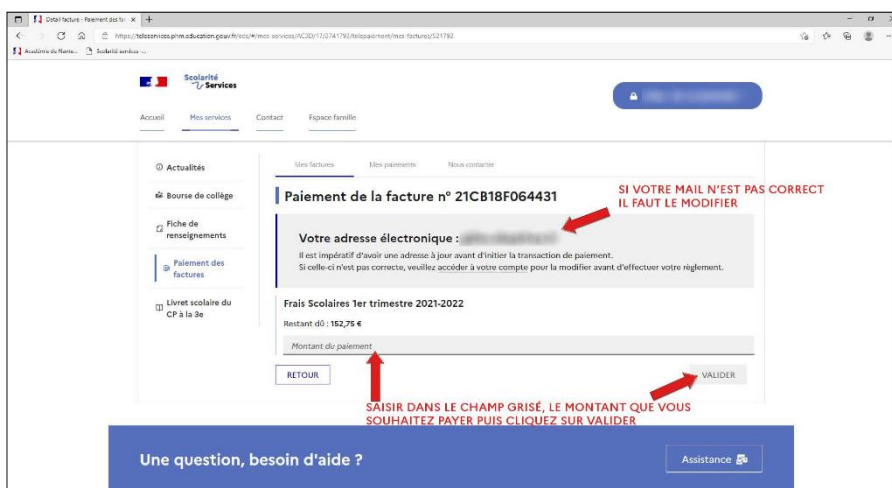 Detail facture - Paiement des fac
https://teleservices.phm.education.gouv.fr/eds/#/mes-services/AC3D/17/0741793/telepaiement/mes-factures/521792
Académie de Nante...
Scolarité services -...
Scolarité
Services
Accueil
Mes services
Contact
Espace famille
Actualités
Bourse de collège
Fiche de
renseignements
Paiement des
factures
Livret scolaire du
CP à la 3e
Mes factures
Mes paiements
Nous contacter
Paiement de la facture n° 21CB18F064431
SI VOTRE MAIL N'EST PAS CORRECT
IL FAUT LE MODIFIER
Votre adresse électronique :
Il est impératif d'avoir une adresse à jour avant d'initier la transaction de paiement.
Si celle-ci n'est pas correcte, veuillez accéder à votre compte pour la modifier avant d'effectuer votre règlement.
Frais Scolaires 1er trimestre 2021-2022
Restant dû : 152,75 €
Montant du paiement
RETOUR
VALIDER
SAISIR DANS LE CHAMP GRISÉ, LE MONTANT QUE VOUS
SOUHAITEZ PAYER PUIS CLIQUEZ SUR VALIDER
Une question, besoin d'aide ?
Assistance